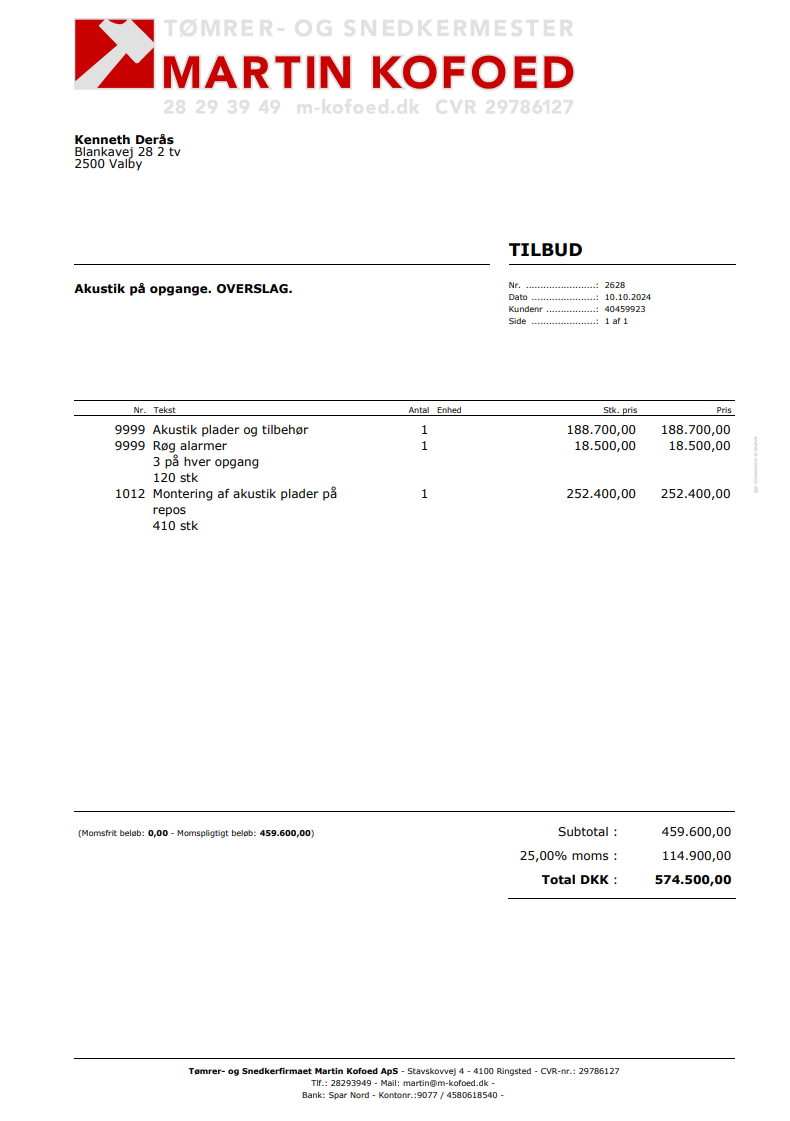 TØMRER- OG SNEDKERMESTER
MARTIN KOFOED
28 29 39 49 m-kofoed.dk CVR 29786127
Kenneth Derås
Blankavej 28 2 tv
2500 Valby
TILBUD
Akustik på opgange. OVERSLAG.
Nr. ........................: 2628
Dato ......................: 10.10.2024
Kundenr .................: 40459923
Side ......................: 1 af 1
Nr. Tekst Antal Enhed Stk. pris Pris
9999 Akustik plader og tilbehør 1 188.700,00 188.700,00
9999 Røg alarmer 1 18.500,00 18.500,00
3 på hver opgang
120 stk
1012 Montering af akustik plader på 1 252.400,00 252.400,00
repos
410 stk
(Momsfrit beløb: 0,00 - Momspligtigt beløb: 459.600,00)
Subtotal : 459.600,00
25,00% moms : 114.900,00
Total DKK : 574.500,00
Tømrer- og Snedkerfirmaet Martin Kofoed ApS - Stavskovvej 4 - 4100 Ringsted - CVR-nr.: 29786127
Tlf.: 28293949 - Mail: martin@m-kofoed.dk -
Bank: Spar Nord - Kontonr.:9077 / 4580618540 -